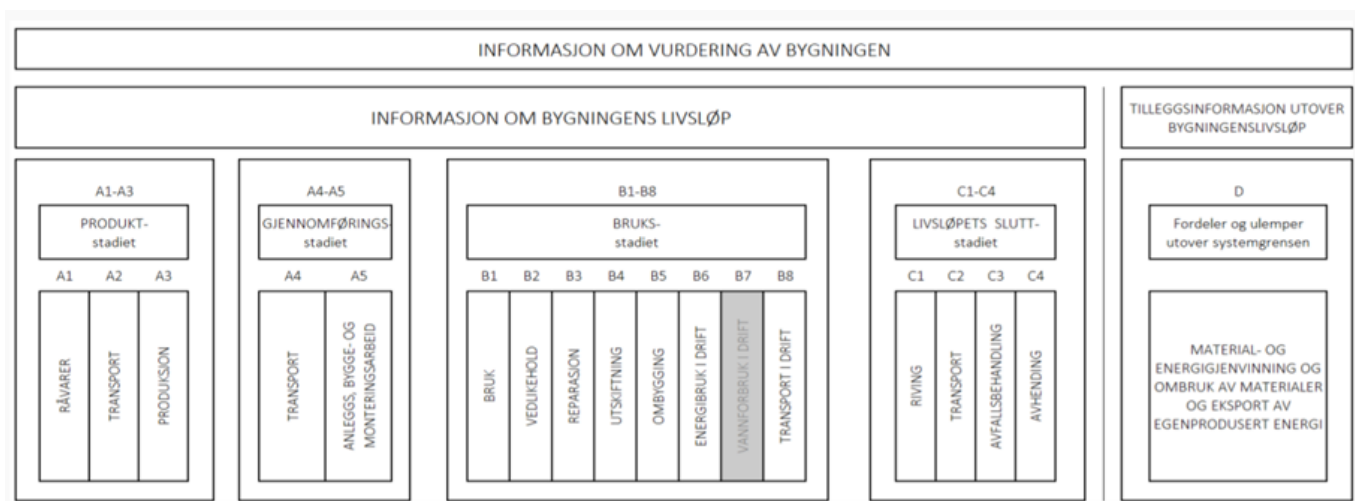 INFORMASJON OM VURDERING AV BYGNINGEN
INFORMASJON OM BYGNINGENS LIVSLØP
TILLEGGSINFORMASJON UTOVER
BYGNINGENSLIVSLØP
A1-A3
PRODUKT-
stadiet
A1
A2
A3
RÅVARER
TRANSPORT
PRODUKSJON
A4-A5
GJENNOMFØRINGS-
stadiet
A4
A5
TRANSPORT
ANLEGGS, BYGGE- OG
MONTERINGSARBEID
B1-B8
BRUKS-
stadiet
B1
B2
B3
B4
B5
B6
B7
B8
BRUK
VEDLIKEHOLD
REPARASJON
UTSKIFTNING
OMBYGGING
ENERGIBRUK I DRIFT
VANNFORBRUK I DRIFT
TRANSPORT I DRIFT
C1-C4
LIVSLØPETS SLUTT-
stadiet
C1
C2
C3
C4
RIVING
TRANSPORT
AVFALLSBEHANDLING
AVHENDING
D
Fordeler og ulemper
utover systemgrensen
MATERIAL- OG
ENERGIGJENVINNING OG
OMBRUK AV MATERIALER
OG EKSPORT AV
EGENPRODUSERT ENERGI